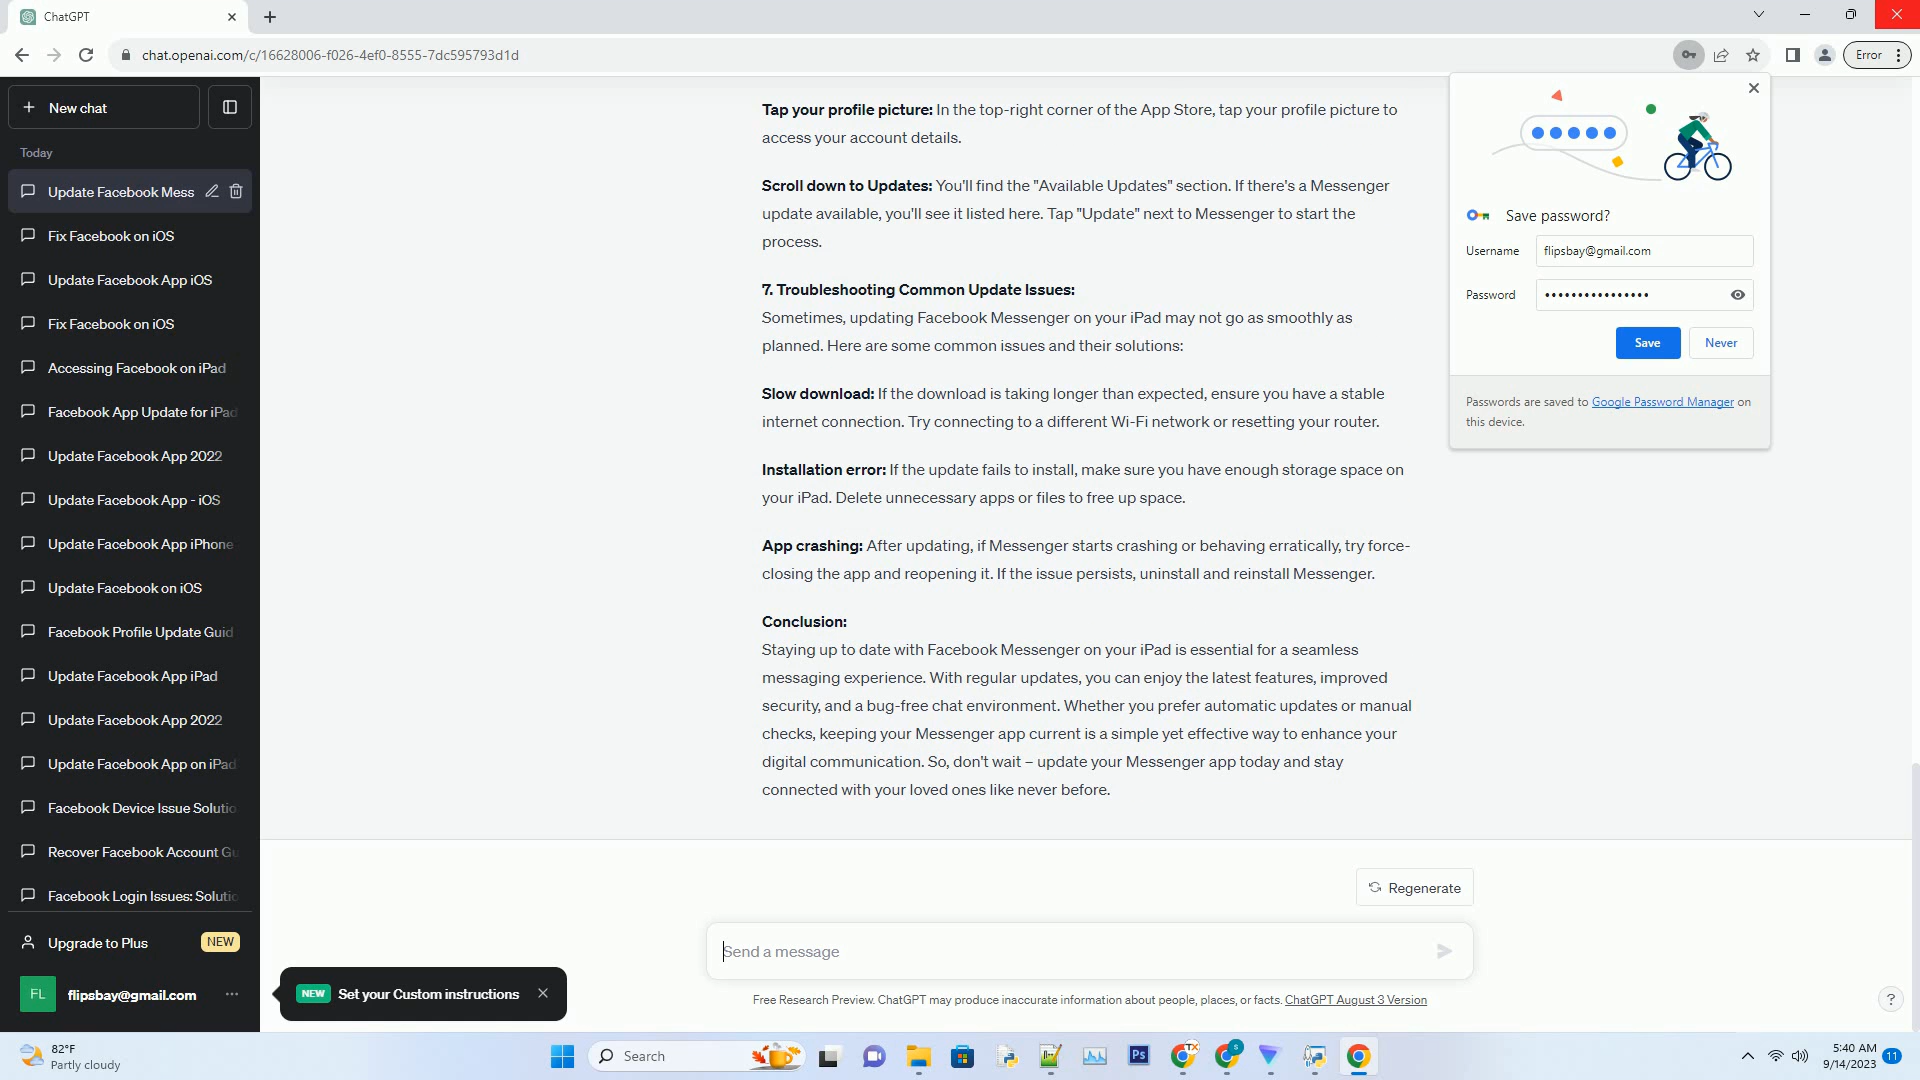 ChatGPT
chat.openai.com/c/16628006-f026-4ef0-8555-7dc595793d1d
Error
New chat
Today
Update Facebook Mess
Fix Facebook on iOS
Update Facebook App iOS
Fix Facebook on iOS
Accessing Facebook on iPad
Facebook App Update for iPad
Update Facebook App 2022
Update Facebook App - iOS
Update Facebook App iPhone
Update Facebook on iOS
Facebook Profile Update Guid
Update Facebook App iPad
Update Facebook App 2022
Update Facebook App on iPad
Facebook Device Issue Solutio
Recover Facebook Account Gu
Facebook Login Issues: Solutio
Upgrade to Plus NEW
FL flipsbay@gmail.com
Tap your profile picture: In the top-right corner of the App Store, tap your profile picture to
access your account details.
Scroll down to Updates: You'll find the "Available Updates" section. If there's a Messenger
update available, you'll see it listed here. Tap "Update" next to Messenger to start the
process.
7. Troubleshooting Common Update Issues:
Sometimes, updating Facebook Messenger on your iPad may not go as smoothly as
planned. Here are some common issues and their solutions:
Slow download: If the download is taking longer than expected, ensure you have a stable
internet connection. Try connecting to a different Wi-Fi network or resetting your router.
Installation error: If the update fails to install, make sure you have enough storage space on
your iPad. Delete unnecessary apps or files to free up space.
App crashing: After updating, if Messenger starts crashing or behaving erratically, try force-
closing the app and reopening it. If the issue persists, uninstall and reinstall Messenger.
Conclusion:
Staying up to date with Facebook Messenger on your iPad is essential for a seamless
messaging experience. With regular updates, you can enjoy the latest features, improved
security, and a bug-free chat environment. Whether you prefer automatic updates or manual
checks, keeping your Messenger app current is a simple yet effective way to enhance your
digital communication. So, don't wait – update your Messenger app today and stay
connected with your loved ones like never before.
Save password?
Username flipsbay@gmail.com
Password ••••••••••••••••
Save Never
Passwords are saved to Google Password Manager on
this device.
Regenerate
Send a message
NEW Set your Custom instructions
Free Research Preview. ChatGPT may produce inaccurate information about people, places, or facts. ChatGPT August 3 Version
?
82°F
Partly cloudy
Search
Ps
TX
S
5:40 AM
9/14/2023
11